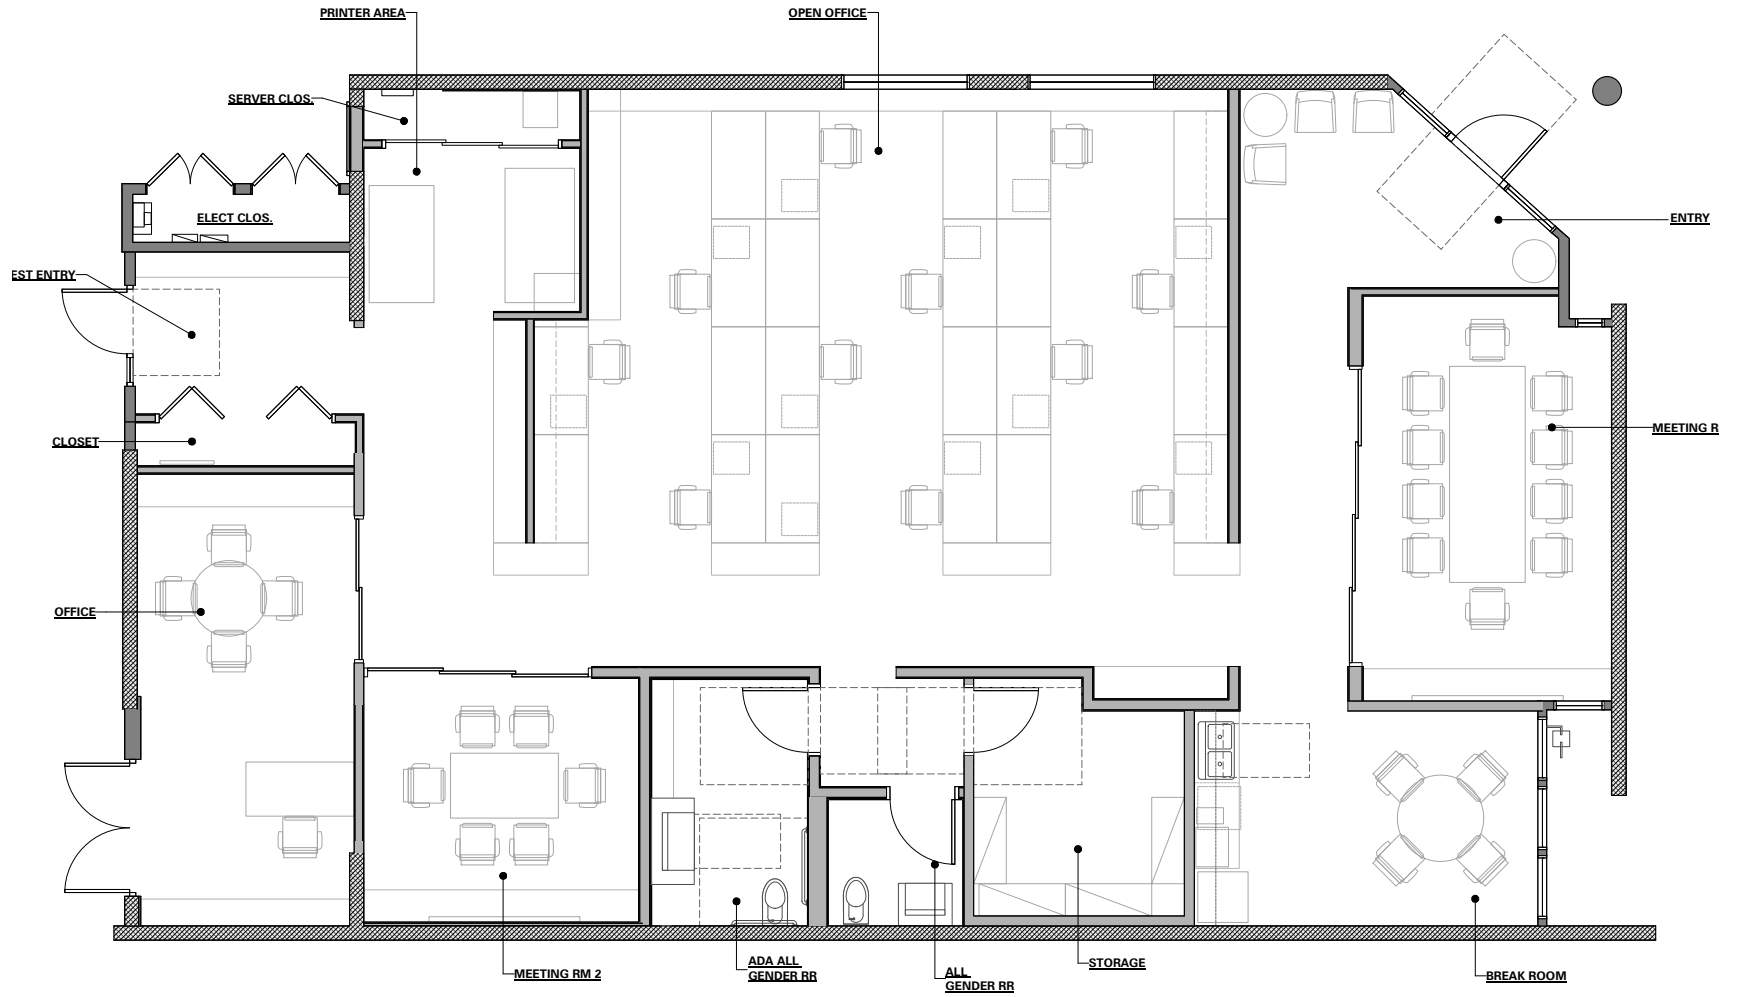 PRINTER AREA
OPEN OFFICE
SERVER CLOS.
ELECT CLOS.
ENTRY
EST ENTRY
MEETING R
CLOSET
OFFICE
MEETING RM 2
ADA ALL
GENDER RR
ALL
GENDER RR
STORAGE
BREAK ROOM